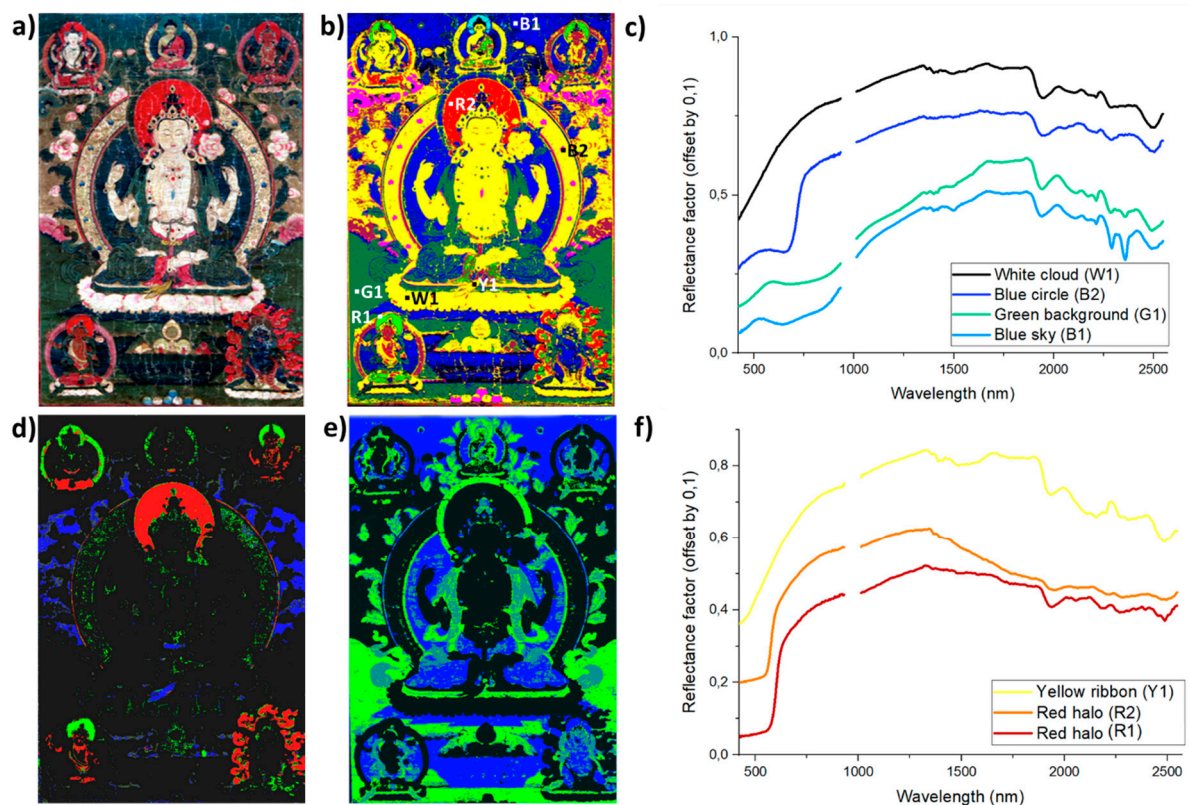 a)
b)
B1
R2
B2
G1
Y1
W1
R1
c)
Reflectance factor (offset by 0,1)
1,0
0,5
0,0
500
1000
1500
2000
2500
Wavelength (nm)
White cloud (W1)
Blue circle (B2)
Green background (G1)
Blue sky (B1)
d)
e)
f)
Reflectance factor (offset by 0,1)
0,8
0,6
0,4
0,2
0,0
500
1000
1500
2000
2500
Wavelength (nm)
Yellow ribbon (Y1)
Red halo (R2)
Red halo (R1)